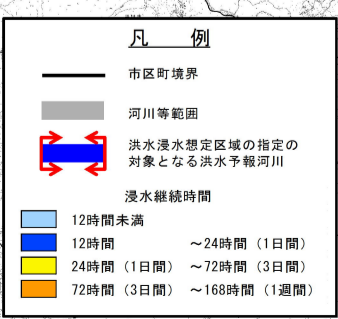 凡 例
市区町境界
河川等範囲
洪水浸水想定区域の指定の
対象となる洪水予報河川
浸水継続時間
12時間未満
12時間 ～24時間（1日間）
24時間（1日間） ～72時間（3日間）
72時間（3日間） ～168時間（1週間）